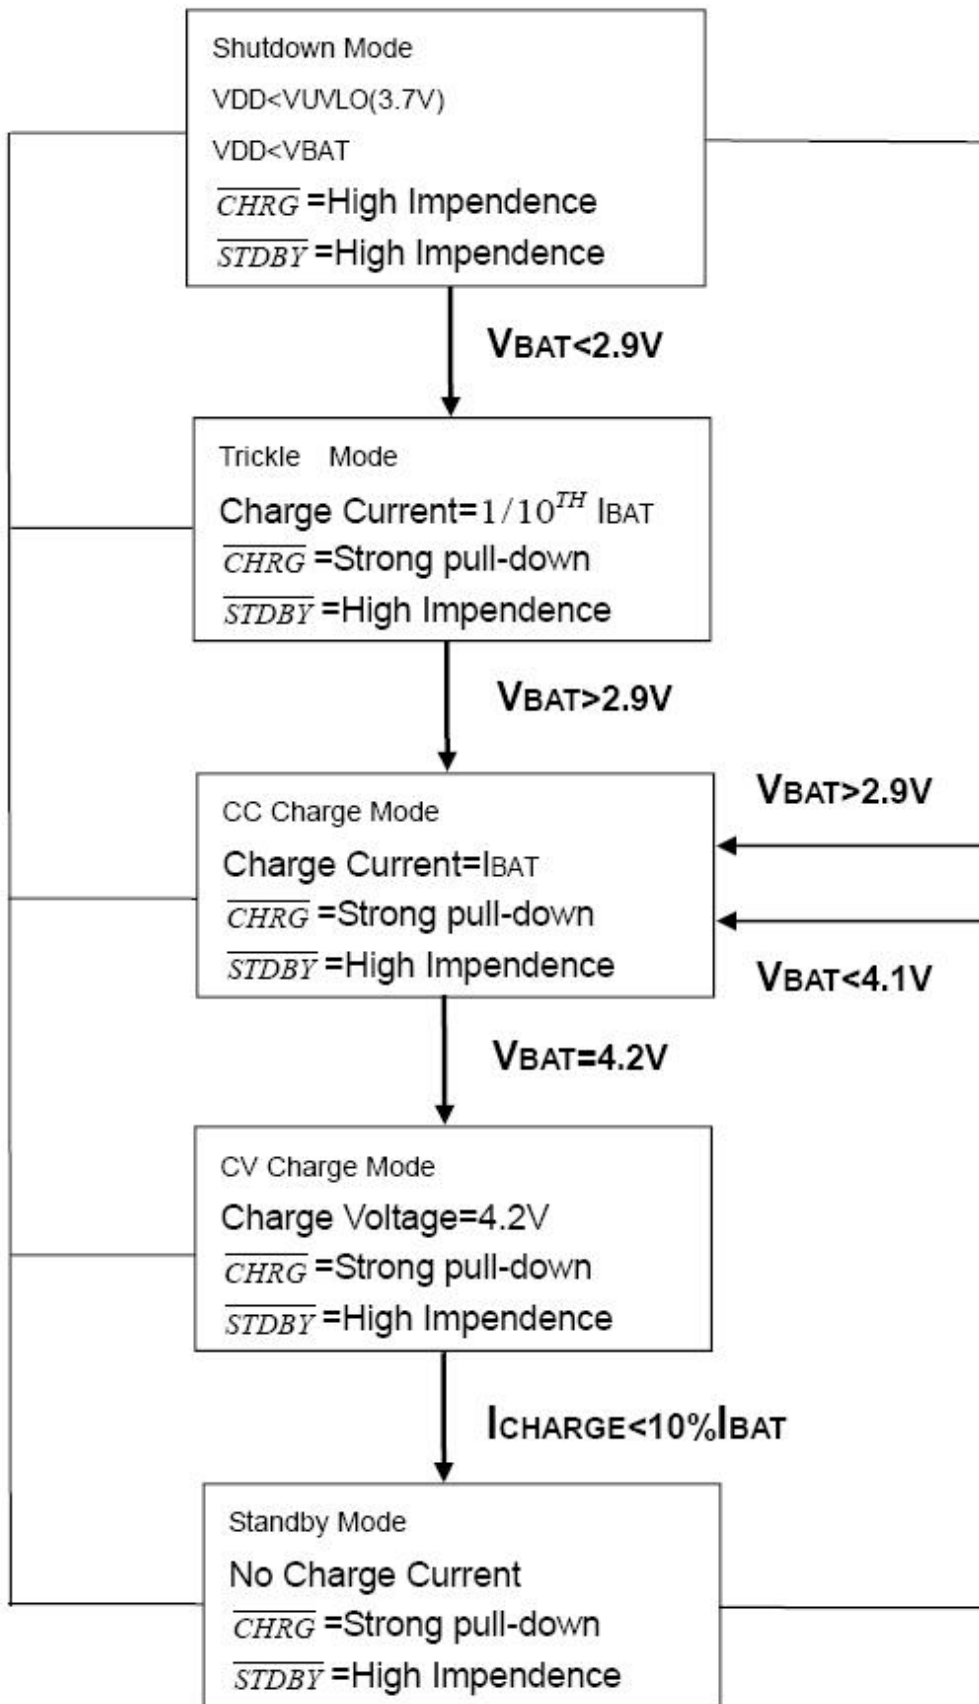 Shutdown Mode
VDD<VUVLO(3.7V)
VDD<VBAT
CHRG=High Impendence
STDBY=High Impendence
VBAT<2.9V
Trickle Mode
Charge Current=1/10TH IBAT
CHRG=Strong pull-down
STDBY=High Impendence
VBAT>2.9V
CC Charge Mode
Charge Current=IBAT
CHRG=Strong pull-down
STDBY=High Impendence
VBAT>2.9V
VBAT<4.1V
VBAT=4.2V
CV Charge Mode
Charge Voltage=4.2V
CHRG=Strong pull-down
STDBY=High Impendence
ICHARGE<10%IBAT
Standby Mode
No Charge Current
CHRG=Strong pull-down
STDBY=High Impendence